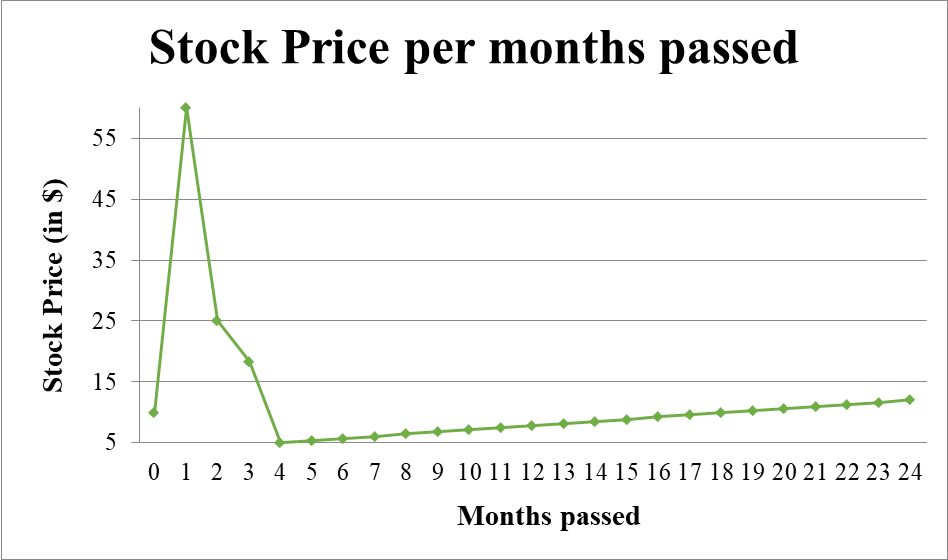 Stock Price per months passed
Stock Price (in $)
55
45
35
25
15
5
0 1 2 3 4 5 6 7 8 9 10 11 12 13 14 15 16 17 18 19 20 21 22 23 24
Months passed